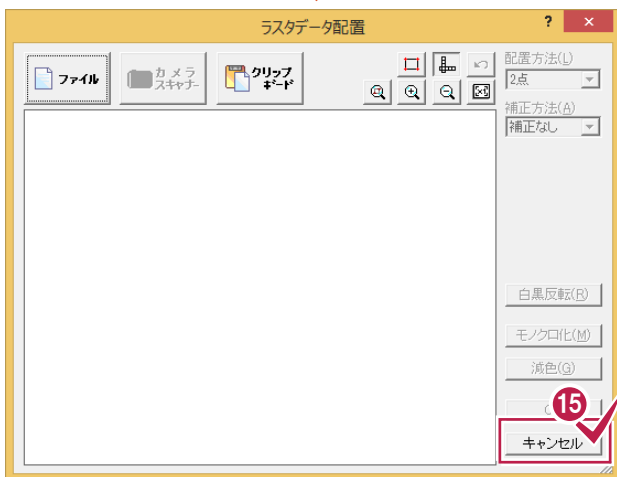 ラスタデータ配置
?
×
ファイル
カメラ
スキャナー
クリップ
ボード
配置方法(L)
2点
補正方法(A)
補正なし
白黒反転(R)
モノクロ化(M)
減色(G)
15
キャンセル